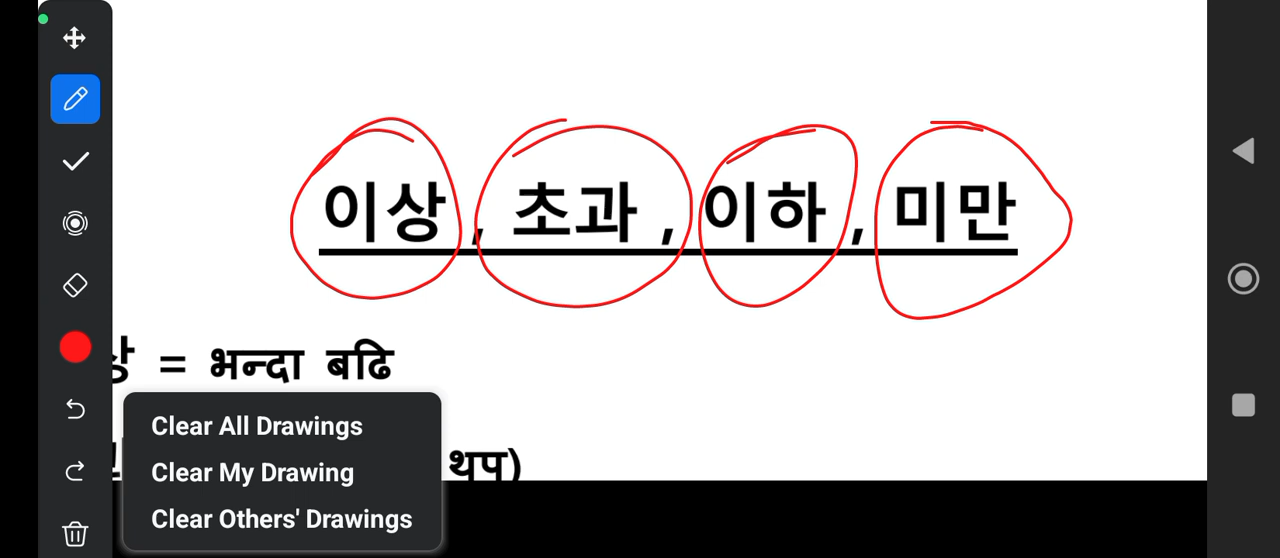 이상 , 초과 , 이하 , 미만
= भन्दा बढि
थप)
Clear All Drawings
Clear My Drawing
Clear Others' Drawings